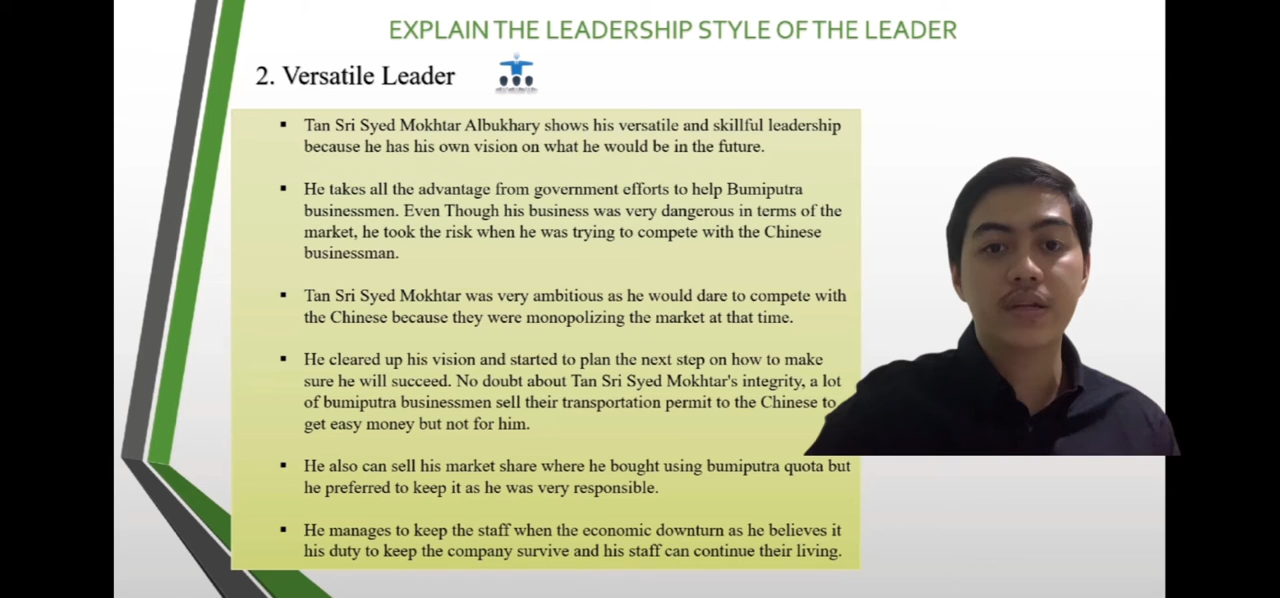 EXPLAIN THE LEADERSHIP STYLE OF THE LEADER
2. Versatile Leader
▪ Tan Sri Syed Mokhtar Albukhary shows his versatile and skillful leadership
because he has his own vision on what he would be in the future.
▪ He takes all the advantage from government efforts to help Bumiputra
businessmen. Even Though his business was very dangerous in terms of the
market, he took the risk when he was trying to compete with the Chinese
businessman.
▪ Tan Sri Syed Mokhtar was very ambitious as he would dare to compete with
the Chinese because they were monopolizing the market at that time.
▪ He cleared up his vision and started to plan the next step on how to make
sure he will succeed. No doubt about Tan Sri Syed Mokhtar's integrity, a lot
of bumiputra businessmen sell their transportation permit to the Chinese to
get easy money but not for him.
▪ He also can sell his market share where he bought using bumiputra quota but
he preferred to keep it as he was very responsible.
▪ He manages to keep the staff when the economic downturn as he believes it
his duty to keep the company survive and his staff can continue their living.